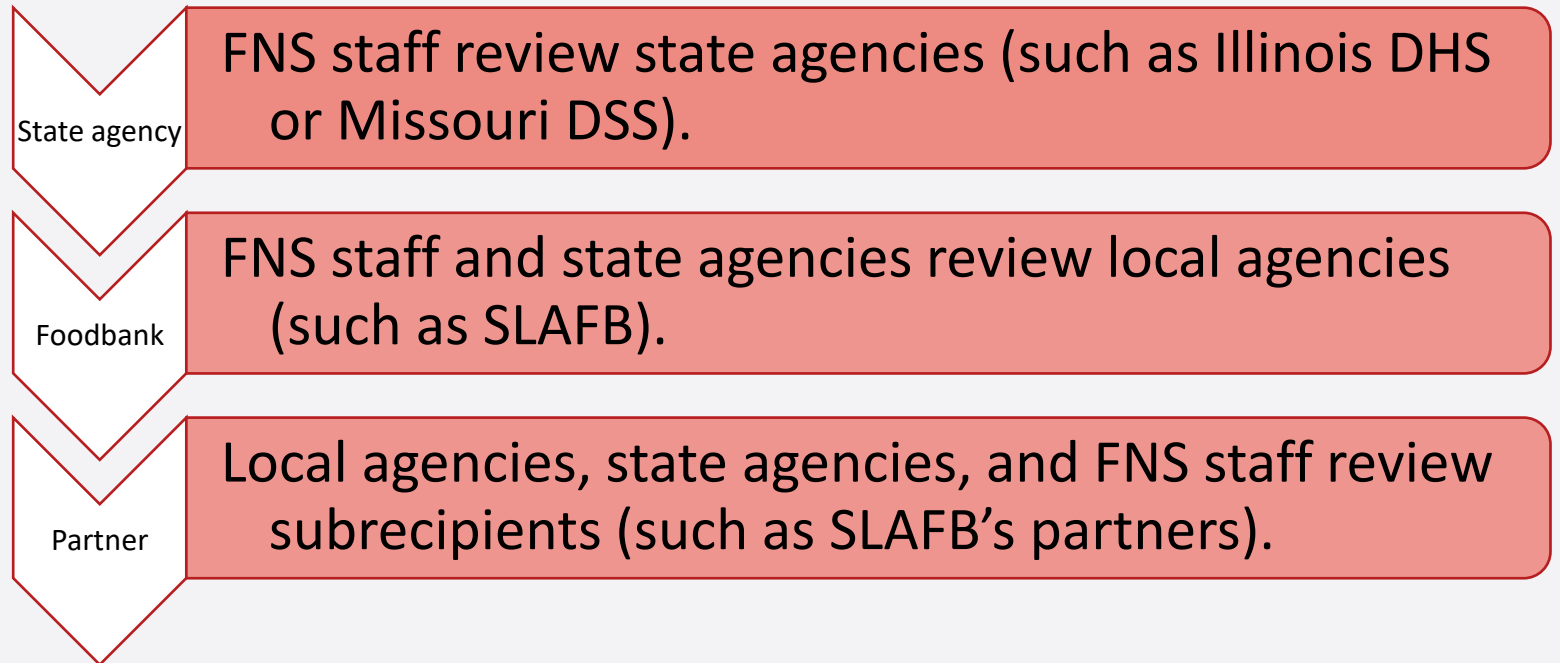 State agency
FNS staff review state agencies (such as Illinois DHS
or Missouri DSS).
Foodbank
FNS staff and state agencies review local agencies
(such as SLAFB).
Partner
Local agencies, state agencies, and FNS staff review
subrecipients (such as SLAFB’s partners).